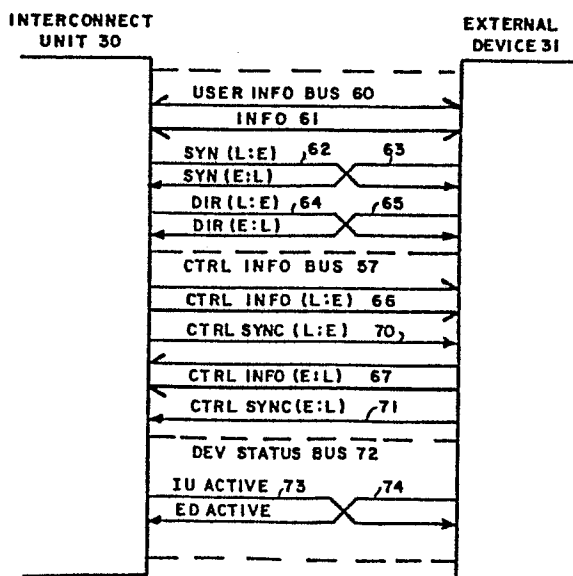 INTERCONNECT
UNIT 30
EXTERNAL
DEVICE 31
USER INFO BUS 60
INFO 61
SYN (L:E) 62 63
SYN (E:L)
DIR (L:E) 64 65
DIR (E:L)
CTRL INFO BUS 57
CTRL INFO (L:E) 66
CTRL SYNC (L:E) 70
CTRL INFO (E:L) 67
CTRL SYNC (E:L) 71
DEV STATUS BUS 72
IU ACTIVE 73 74
ED ACTIVE